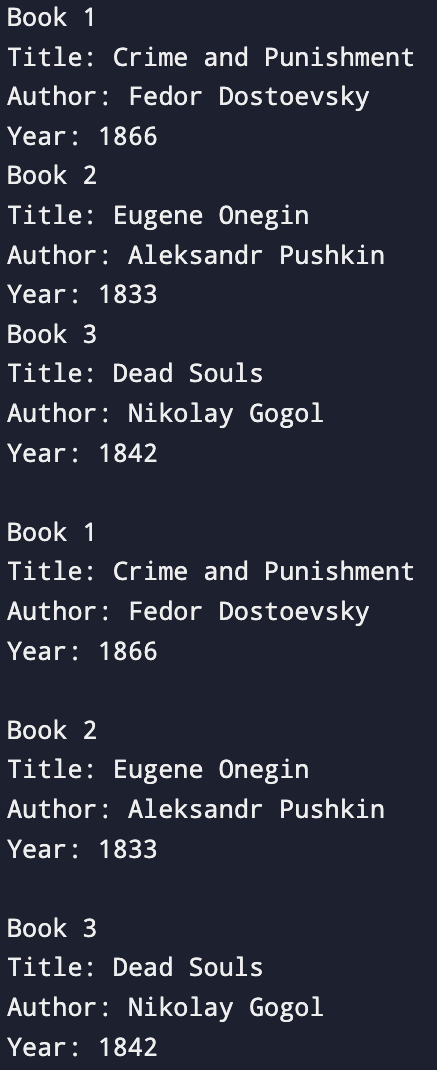 Book 1
Title: Crime and Punishment
Author: Fedor Dostoevsky
Year: 1866
Book 2
Title: Eugene Onegin
Author: Aleksandr Pushkin
Year: 1833
Book 3
Title: Dead Souls
Author: Nikolay Gogol
Year: 1842

Book 1
Title: Crime and Punishment
Author: Fedor Dostoevsky
Year: 1866

Book 2
Title: Eugene Onegin
Author: Aleksandr Pushkin
Year: 1833

Book 3
Title: Dead Souls
Author: Nikolay Gogol
Year: 1842